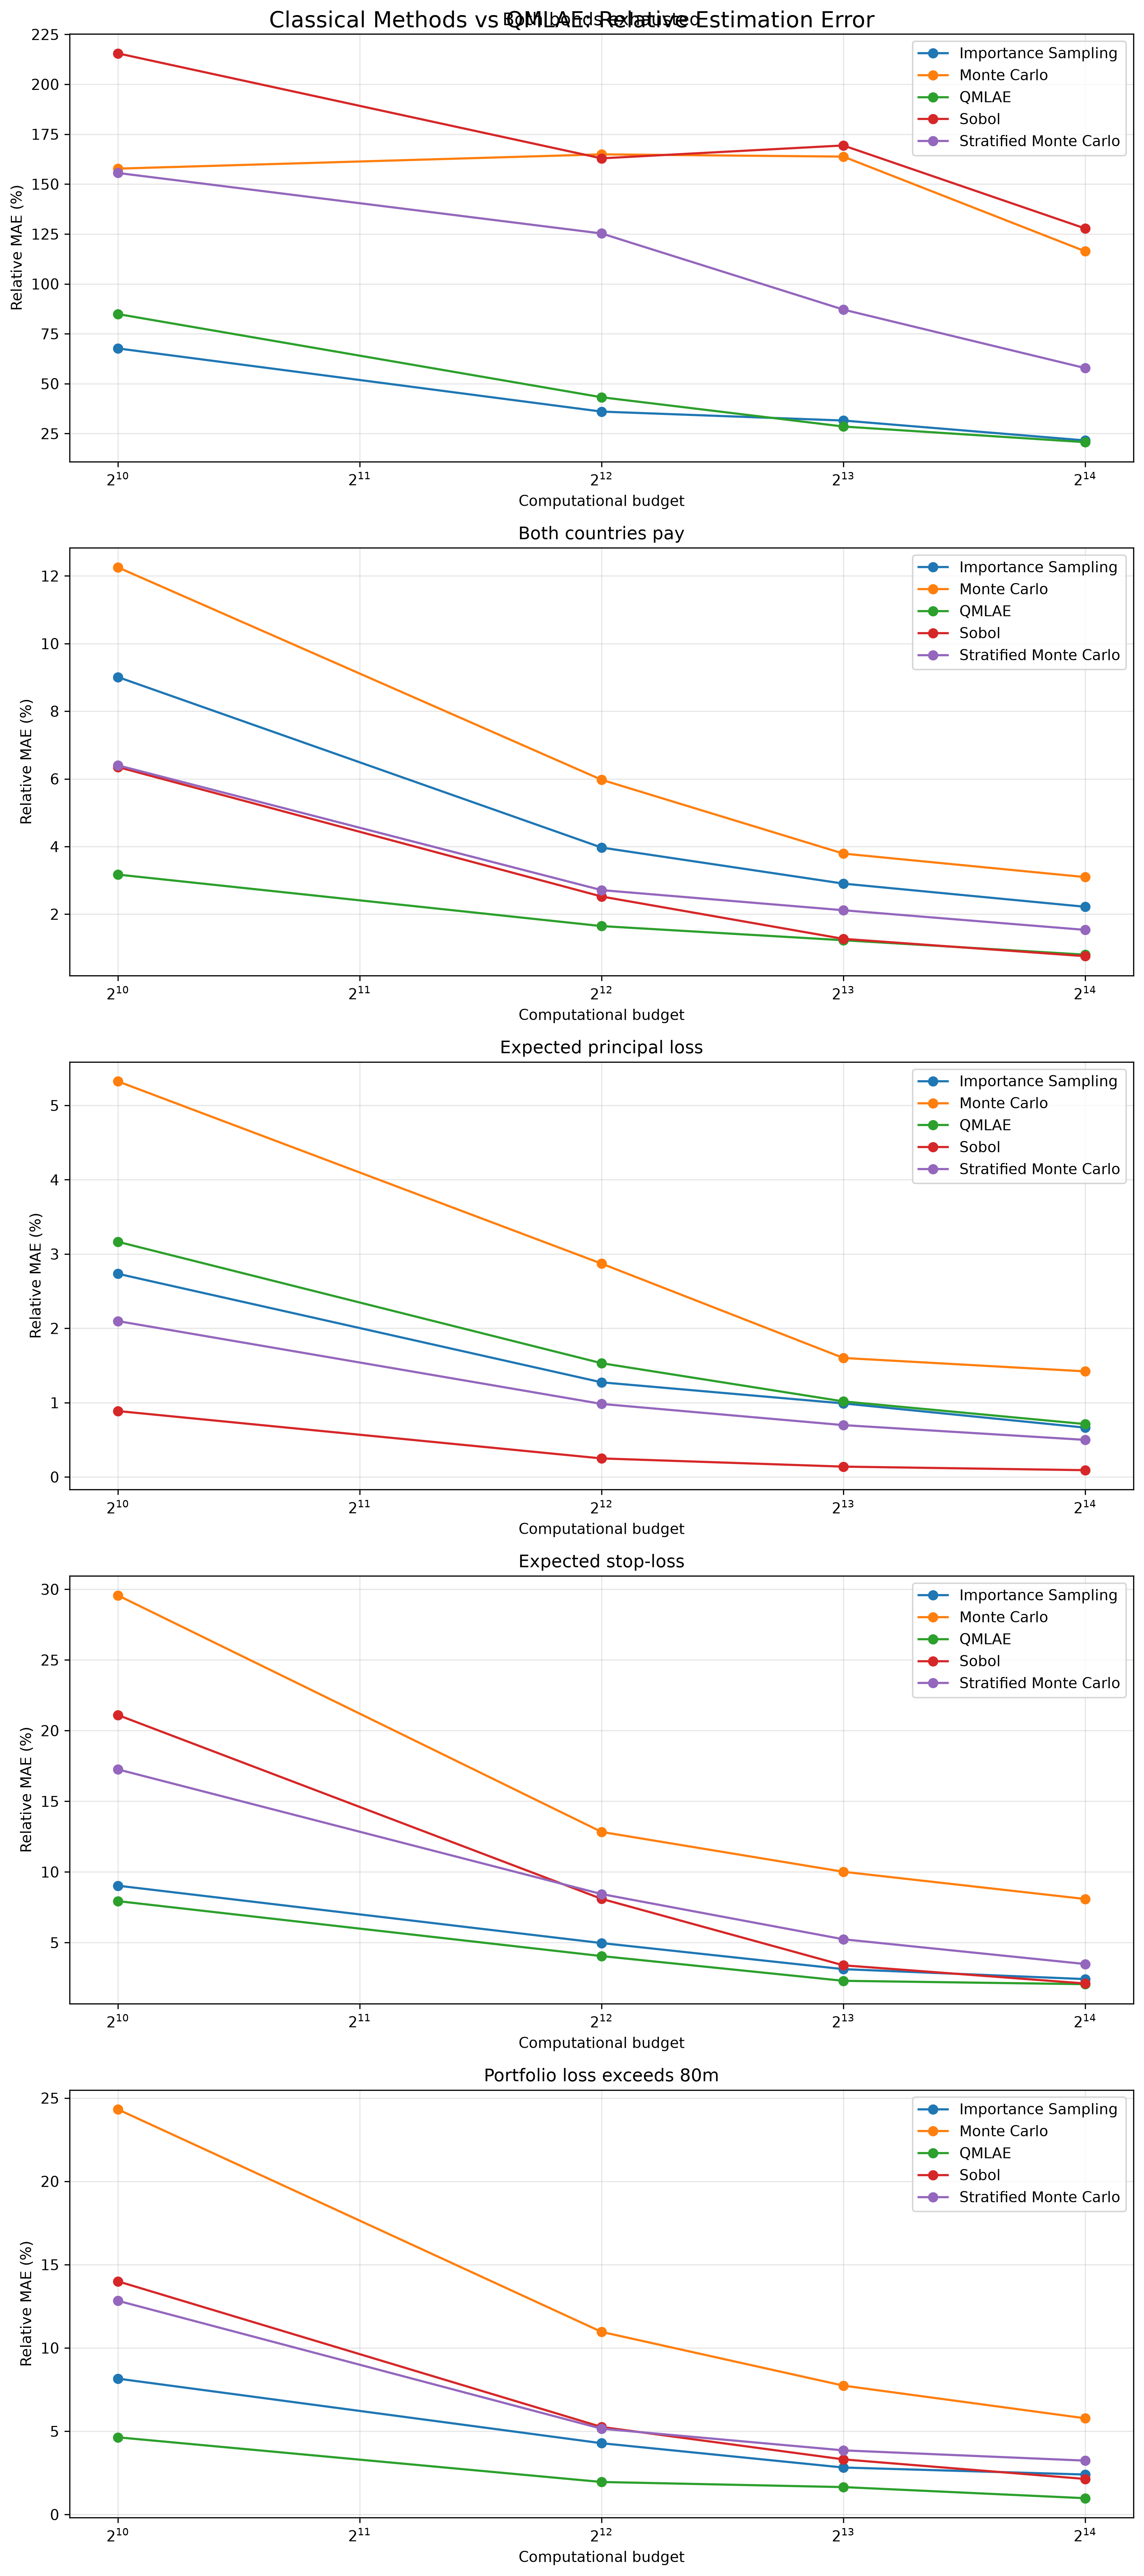 Classical Methods vs QMLAE: Relative Estimation Error
Both bonds exhausted
225
200
175
150
125
100
75
50
25
Relative MAE (%)
Importance Sampling
Monte Carlo
QMLAE
Sobol
Stratified Monte Carlo
2^10
2^11
2^12
2^13
2^14
Computational budget
Both countries pay
12
10
8
6
4
2
Relative MAE (%)
Importance Sampling
Monte Carlo
QMLAE
Sobol
Stratified Monte Carlo
2^10
2^11
2^12
2^13
2^14
Computational budget
Expected principal loss
5
4
3
2
1
0
Relative MAE (%)
Importance Sampling
Monte Carlo
QMLAE
Sobol
Stratified Monte Carlo
2^10
2^11
2^12
2^13
2^14
Computational budget
Expected stop-loss
30
25
20
15
10
5
Relative MAE (%)
Importance Sampling
Monte Carlo
QMLAE
Sobol
Stratified Monte Carlo
2^10
2^11
2^12
2^13
2^14
Computational budget
Portfolio loss exceeds 80m
25
20
15
10
5
0
Relative MAE (%)
Importance Sampling
Monte Carlo
QMLAE
Sobol
Stratified Monte Carlo
2^10
2^11
2^12
2^13
2^14
Computational budget